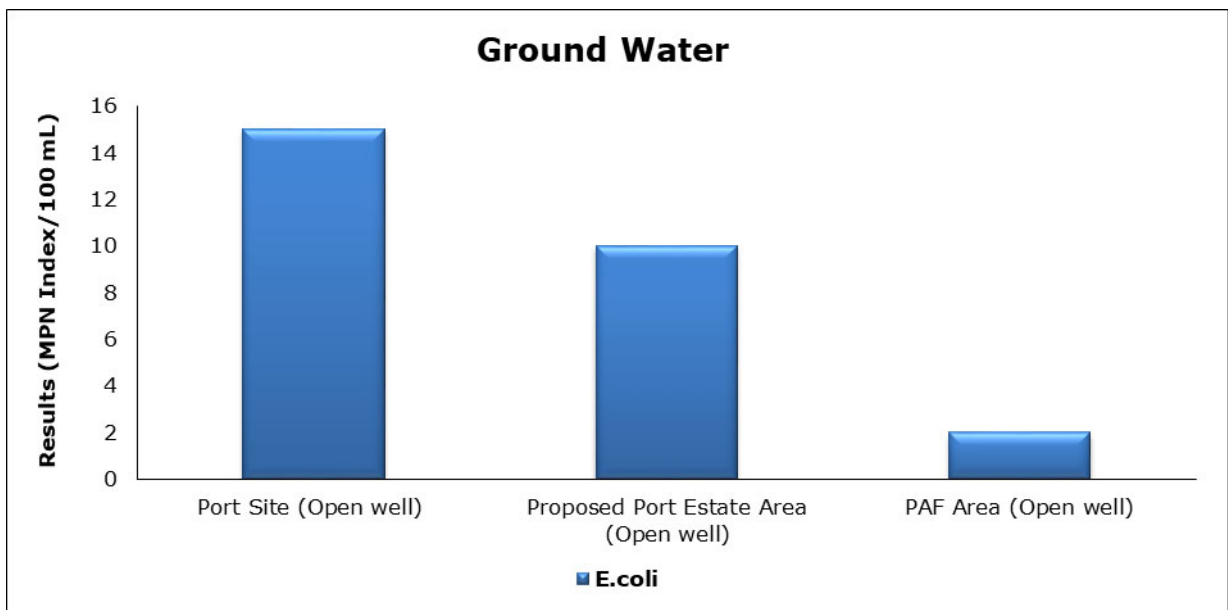 Ground Water
Results (MPN Index/100 mL)
16
14
12
10
8
6
4
2
0
Port Site (Open well)
Proposed Port Estate Area
(Open well)
PAF Area (Open well)
E.coli